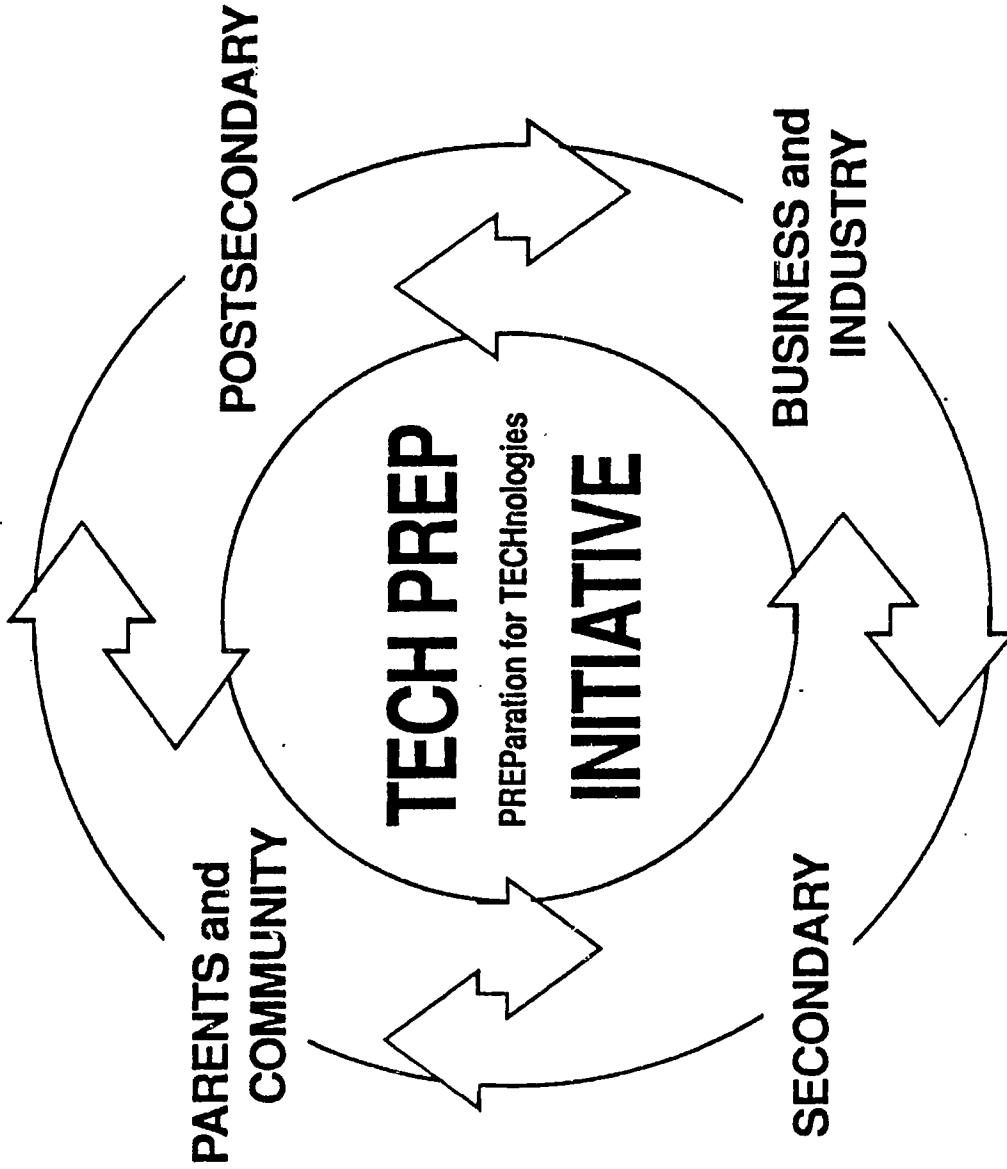 PARENTS and
COMMUNITY
POSTSECONDARY
TECH PREP
PREParation for TECHnologies
INITIATIVE
SECONDARY
BUSINESS and
INDUSTRY